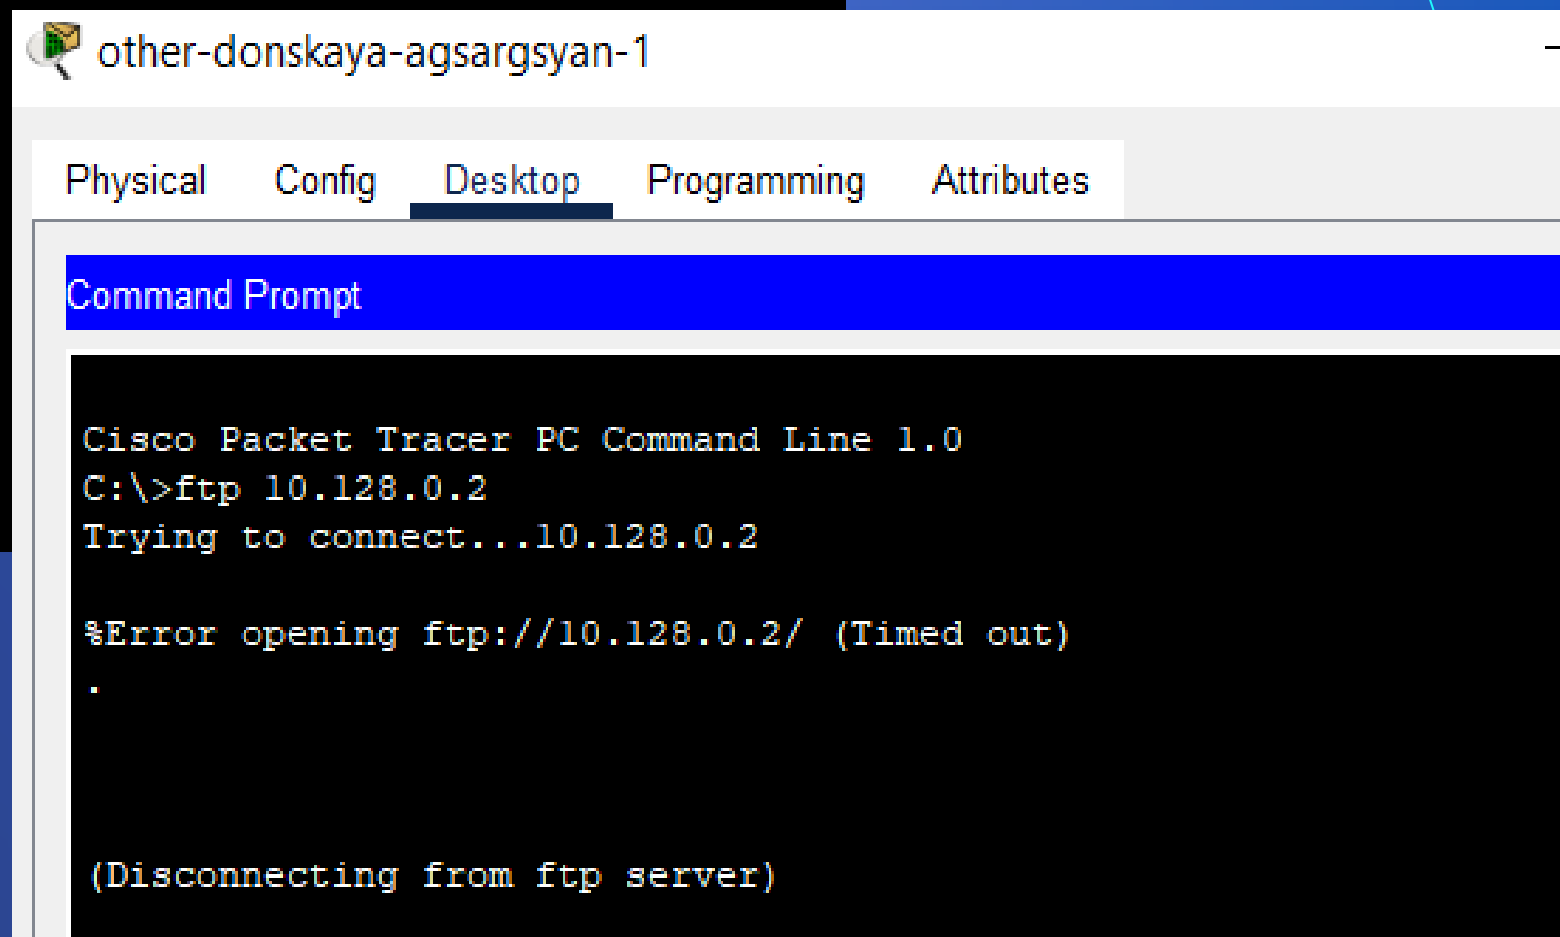 other-donskaya-agsargsyan-1
Physical Config Desktop Programming Attributes
Command Prompt
Cisco Packet Tracer PC Command Line 1.0
C:\>ftp 10.128.0.2
Trying to connect...10.128.0.2
%Error opening ftp://10.128.0.2/ (Timed out)
.
(Disconnecting from ftp server)